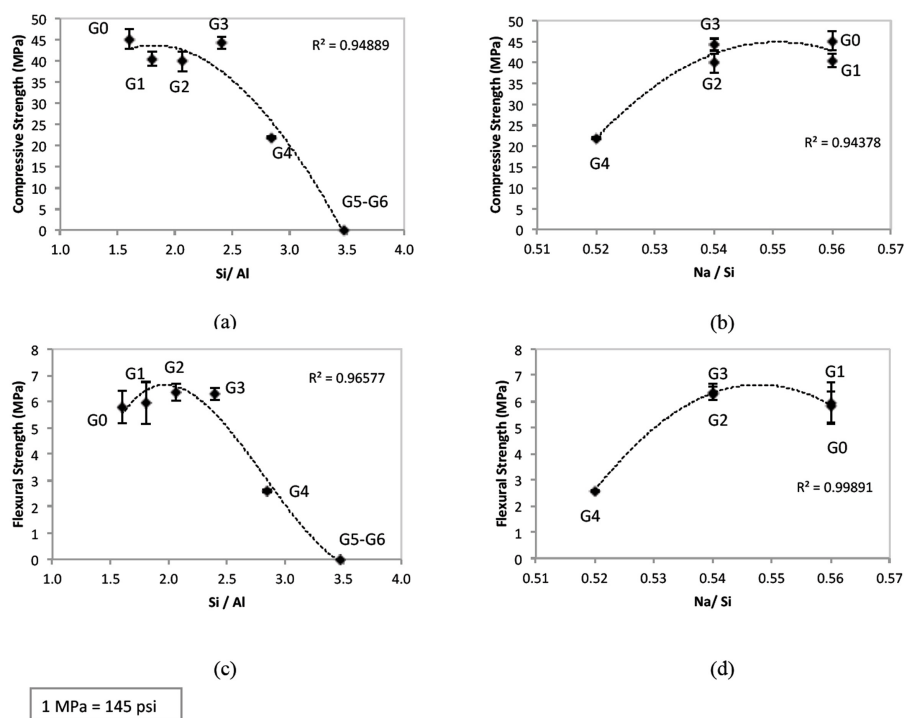 50
45
40
35
30
25
20
15
10
5
0
Compressive Strength (MPa)
G0
G1
G2
G3
G4
G5-G6
R² = 0.94889
1.0 1.5 2.0 2.5 3.0 3.5 4.0
Si/ Al
(a)
50
45
40
35
30
25
20
15
10
5
0
Compressive Strength (MPa)
G3
G2
G0
G1
G4
R² = 0.94378
0.51 0.52 0.53 0.54 0.55 0.56 0.57
Na / Si
(b)
8
7
6
5
4
3
2
1
0
Flexural Strength (MPa)
G0
G1
G2
G3
G4
G5-G6
R² = 0.96577
1.0 1.5 2.0 2.5 3.0 3.5 4.0
Si / Al
(c)
8
7
6
5
4
3
2
1
0
Flexural Strength (MPa)
G3
G2
G1
G0
G4
R² = 0.99891
0.51 0.52 0.53 0.54 0.55 0.56 0.57
Na/ Si
(d)
1 MPa = 145 psi